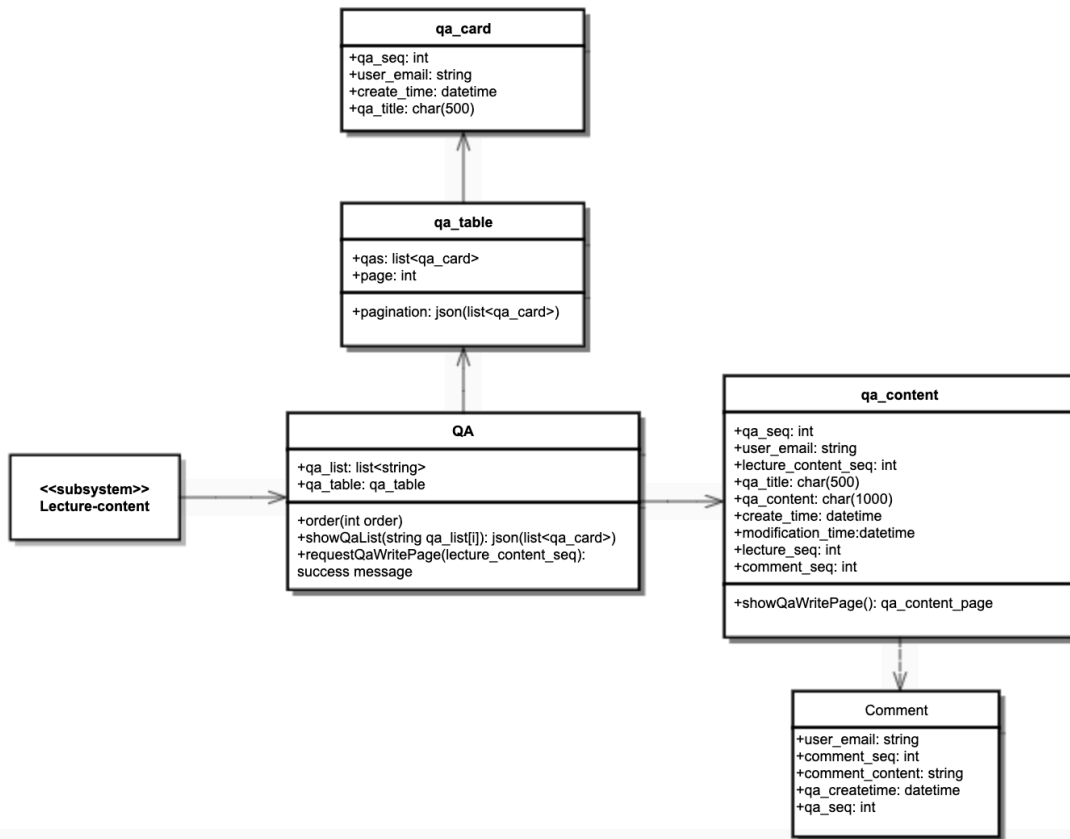 qa_card
+qa_seq: int
+user_email: string
+create_time: datetime
+qa_title: char(500)
qa_table
+qas: list<qa_card>
+page: int
+pagination: json(list<qa_card>)
QA
+qa_list: list<string>
+qa_table: qa_table
+order(int order)
+showQaList(string qa_list[i]): json(list<qa_card>)
+requestQaWritePage(lecture_content_seq):
success message
<<subsystem>>
Lecture-content
qa_content
+qa_seq: int
+user_email: string
+lecture_content_seq: int
+qa_title: char(500)
+qa_content: char(1000)
+create_time: datetime
+modification_time:datetime
+lecture_seq: int
+comment_seq: int
+showQaWritePage(): qa_content_page
Comment
+user_email: string
+comment_seq: int
+comment_content: string
+qa_createtime: datetime
+qa_seq: int